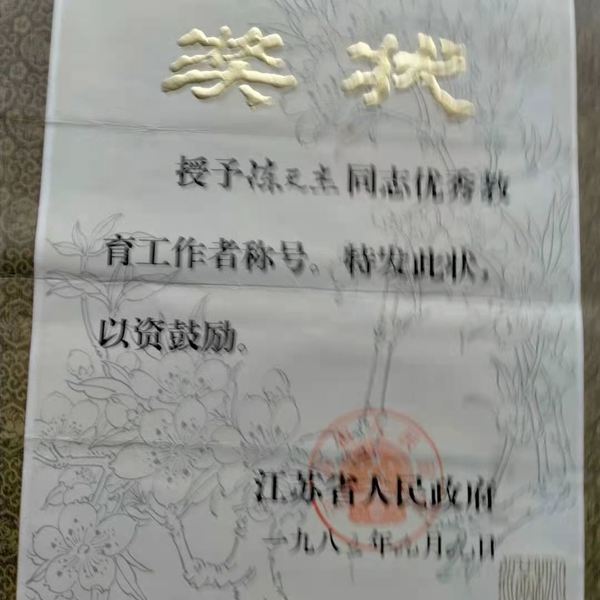 奖状
授予陈 同志优秀教
育工作者称号。特发此状，
以资鼓励。
江苏省人民政府
一九八 年 月 日